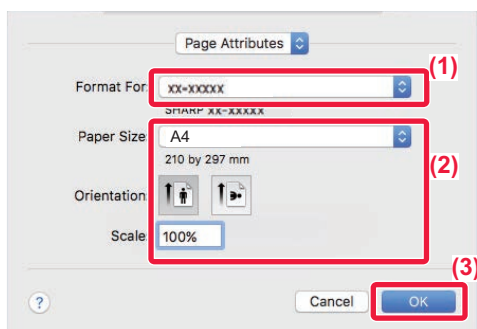 Page Attributes
(1)
Format For: xx-xxxxx
SHARP xx-xxxxx
Paper Size: A4
210 by 297 mm
(2)
Orientation:
Scale: 100%
(3)
? Cancel OK